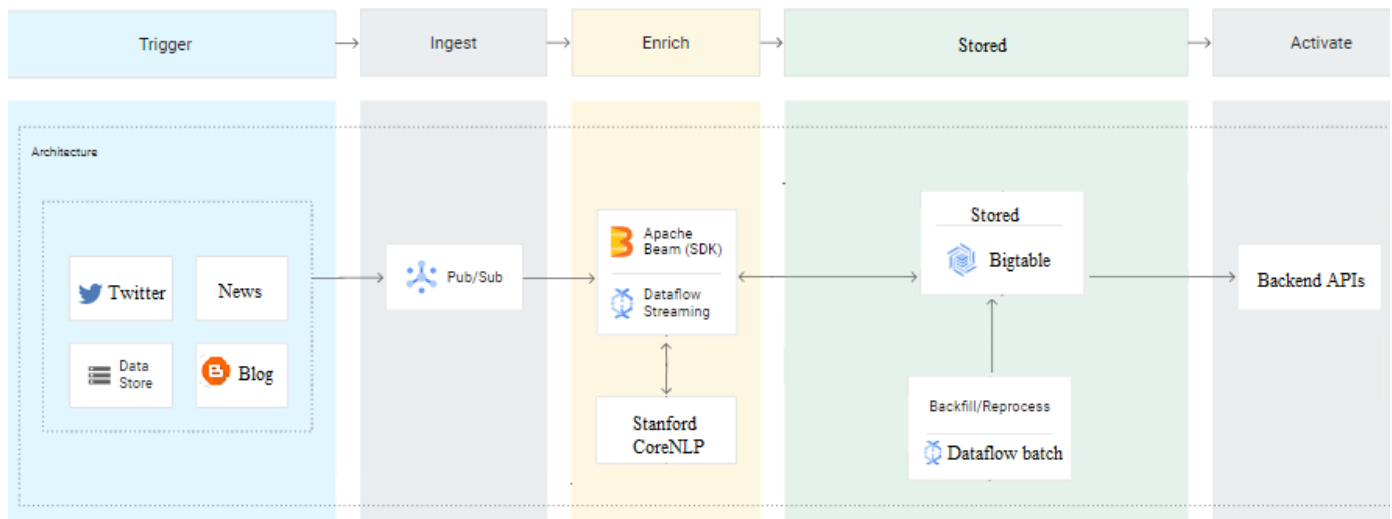 Trigger
Ingest
Enrich
Stored
Activate
Architecture
Twitter
News
Data
Store
Blog
Pub/Sub
Apache
Beam (SDK)
Dataflow
Streaming
Stanford
CoreNLP
Stored
Bigtable
Backfill/Reprocess
Dataflow batch
Backend APIs